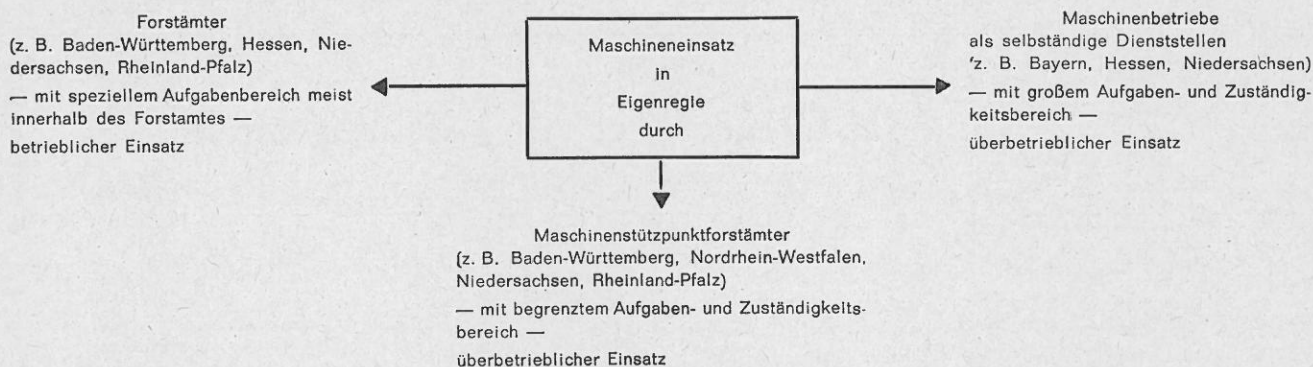 Forstämter
(z. B. Baden-Württemberg, Hessen, Nie-
dersachsen, Rheinland-Pfalz)
— mit speziellem Aufgabenbereich meist
innerhalb des Forstamtes —
betrieblicher Einsatz
Maschineneinsatz
in
Eigenregie
durch
Maschinenbetriebe
als selbständige Dienststellen
'z. B. Bayern, Hessen, Niedersachsen)
— mit großem Aufgaben- und Zuständig-
keitsbereich —
überbetrieblicher Einsatz
Maschinenstützpunktforstämter
(z. B. Baden-Württemberg, Nordrhein-Westfalen,
Niedersachsen, Rheinland-Pfalz)
— mit begrenztem Aufgaben- und Zuständigkeits-
bereich —
überbetrieblicher Einsatz